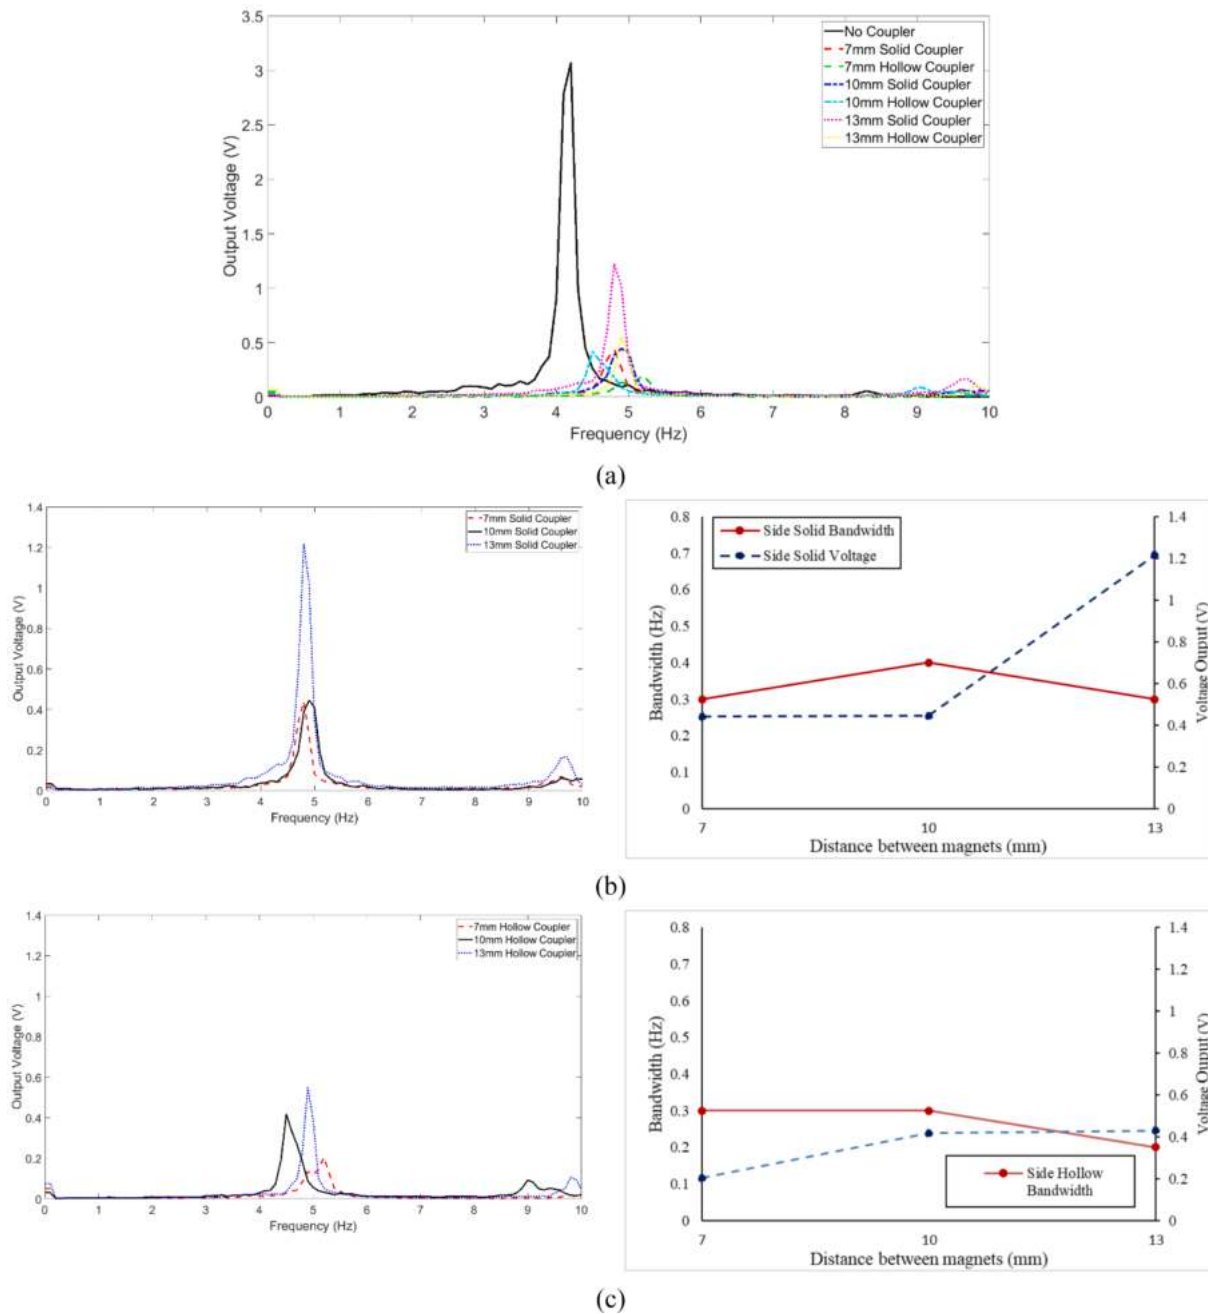 3.5
3
2.5
2
1.5
1
0.5
0
Output Voltage (V)
No Coupler
7mm Solid Coupler
7mm Hollow Coupler
10mm Solid Coupler
10mm Hollow Coupler
13mm Solid Coupler
13mm Hollow Coupler
0 1 2 3 4 5 6 7 8 9 10
Frequency (Hz)
(a)
1.4
1.2
1
0.8
0.6
0.4
0.2
0
Output Voltage (V)
7mm Solid Coupler
10mm Solid Coupler
13mm Solid Coupler
0 1 2 3 4 5 6 7 8 9 10
Frequency (Hz)
0.8
0.7
0.6
0.5
0.4
0.3
0.2
0.1
0
Bandwidth (Hz)
Side Solid Bandwidth
Side Solid Voltage
1.4
1.2
1
0.8
0.6
0.4
0.2
0
Voltage Ouput (V)
7 10 13
Distance between magnets (mm)
(b)
1.4
1.2
1
0.8
0.6
0.4
0.2
0
Output Voltage (V)
7mm Hollow Coupler
10mm Hollow Coupler
13mm Hollow Coupler
0 1 2 3 4 5 6 7 8 9 10
Frequency (Hz)
0.8
0.7
0.6
0.5
0.4
0.3
0.2
0.1
0
Bandwidth (Hz)
Side Hollow
Bandwidth
1.4
1.2
1
0.8
0.6
0.4
0.2
0
Voltage Ouput (V)
7 10 13
Distance between magnets (mm)
(c)